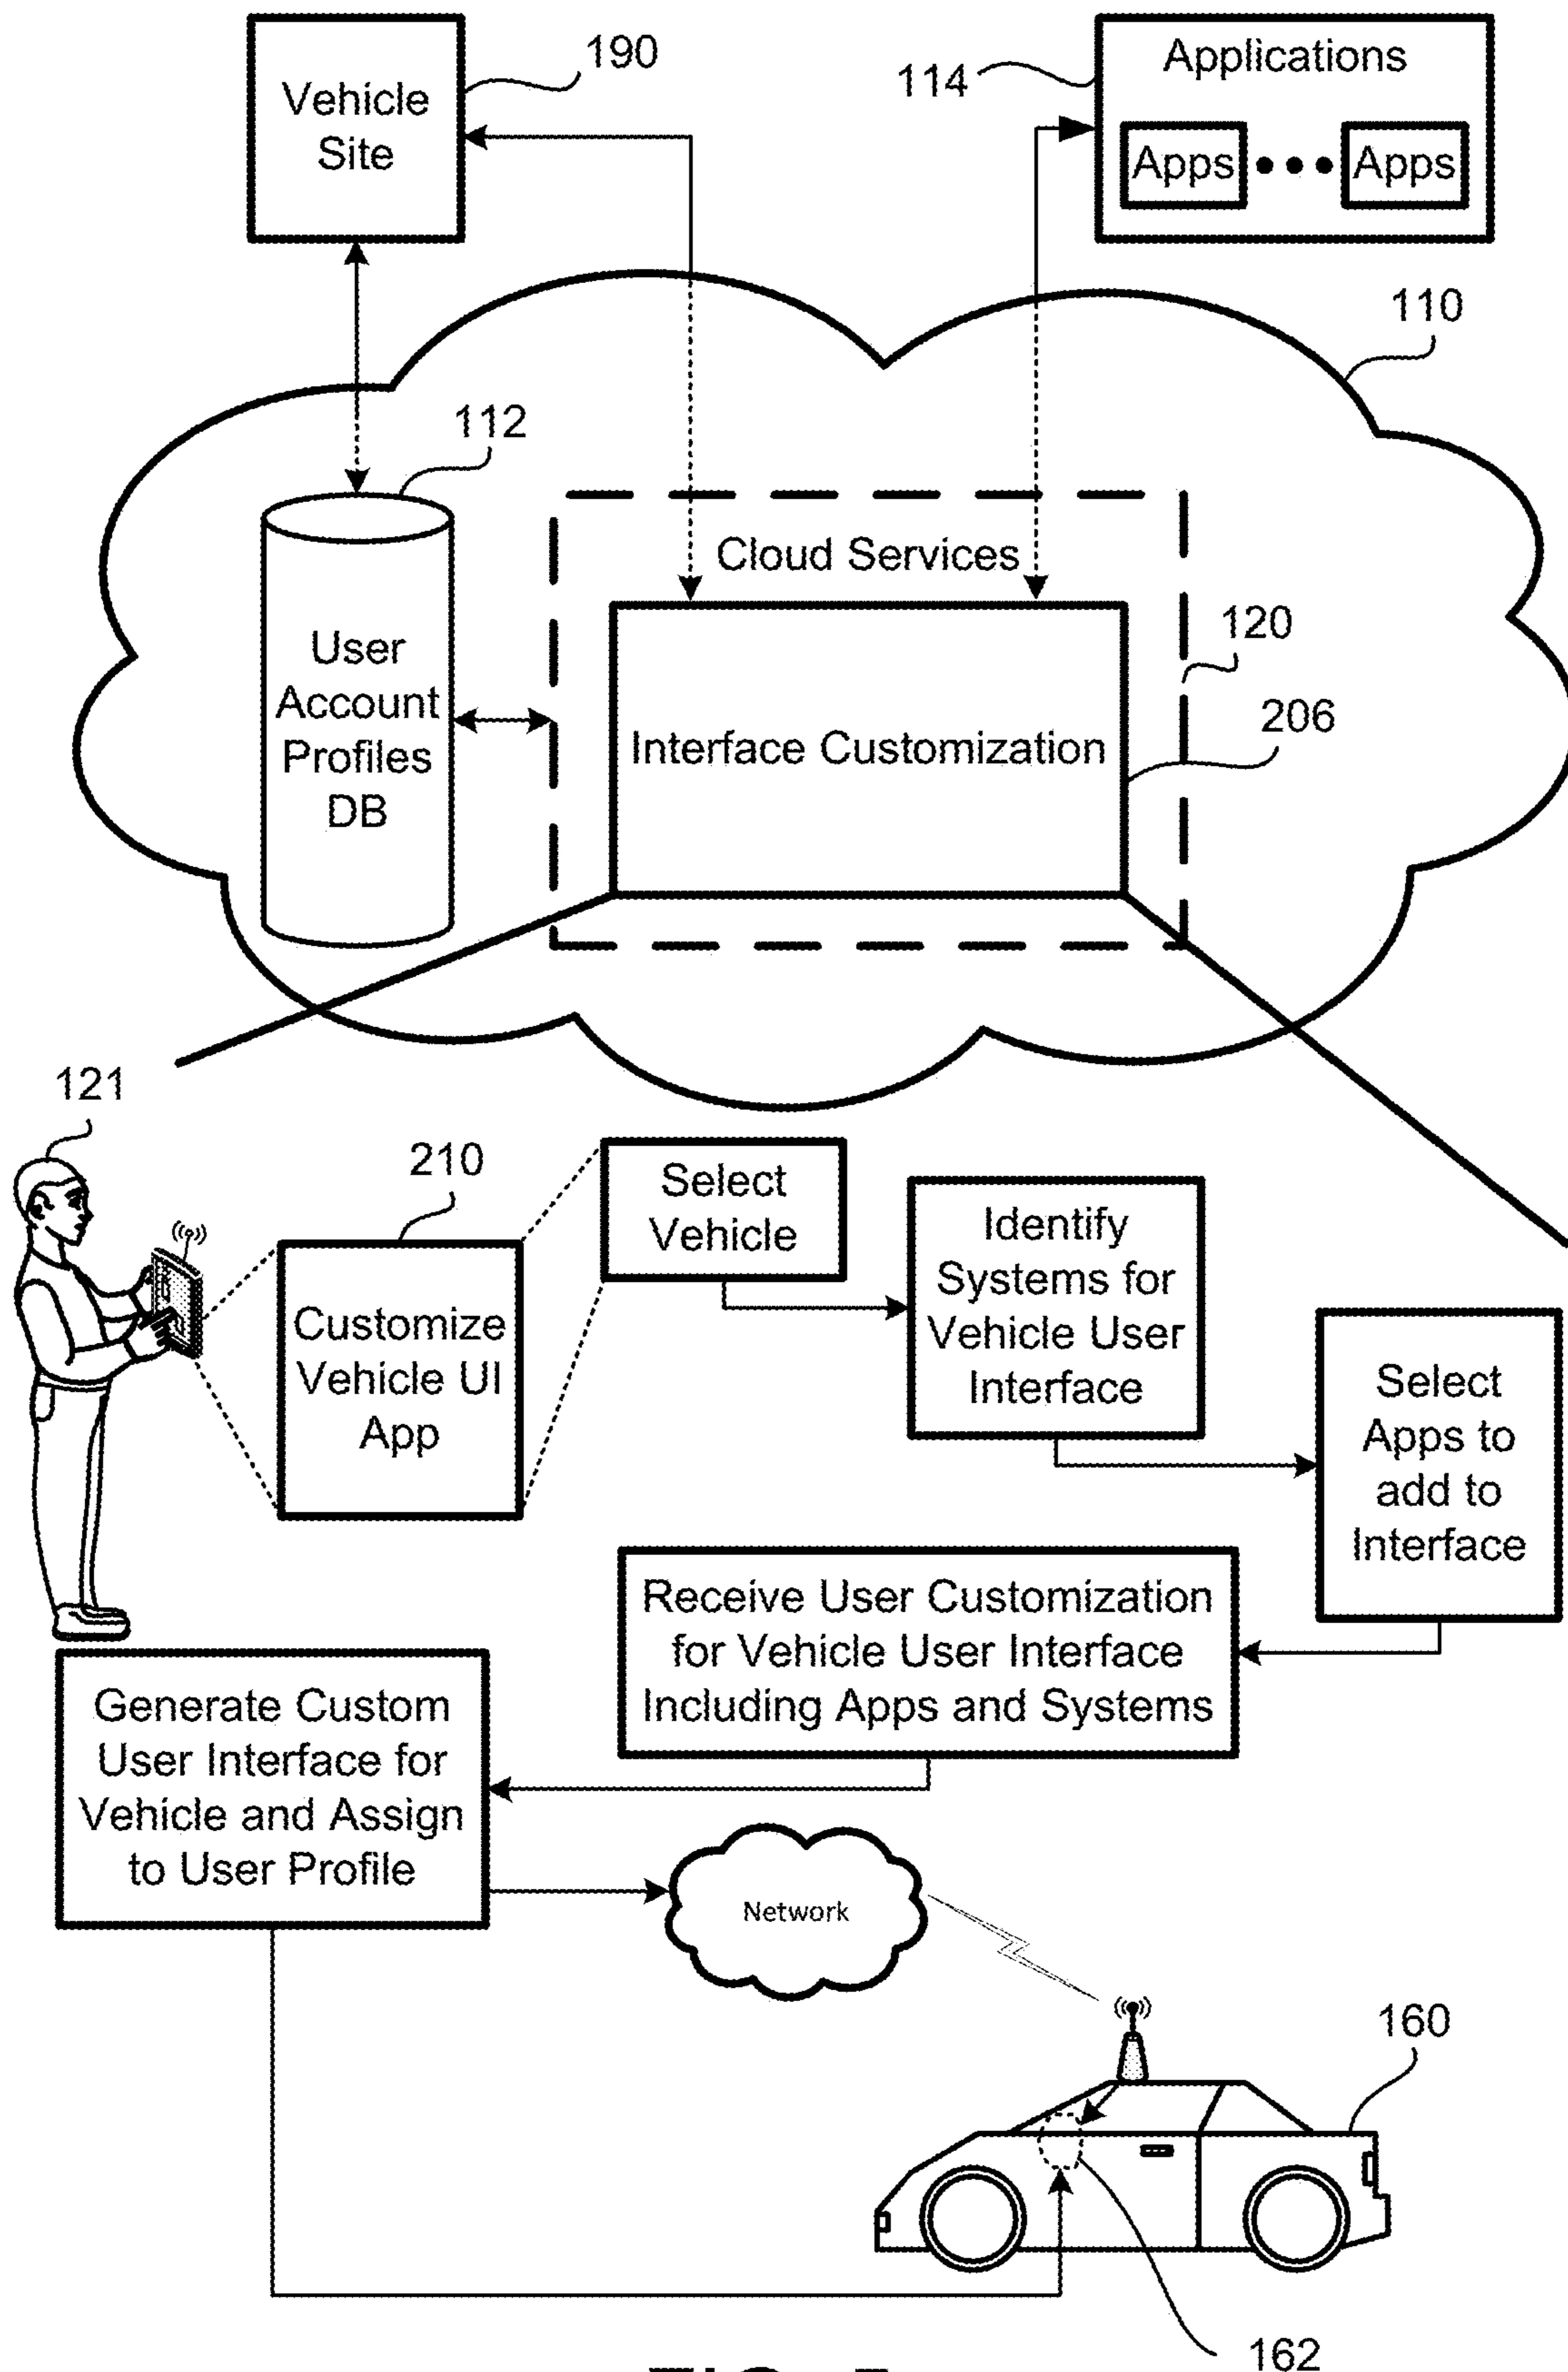 Vehicle
Site
190
114
Applications
Apps
Apps
110
112
Cloud Services
User
Account
Profiles
DB
120
206
Interface Customization
121
210
Select
Vehicle
Identify
Systems for
Vehicle User
Interface
Customize
Vehicle UI
App
Select
Apps to
add to
Interface
Receive User Customization
for Vehicle User Interface
Including Apps and Systems
Generate Custom
User Interface for
Vehicle and Assign
to User Profile
Network
160
162